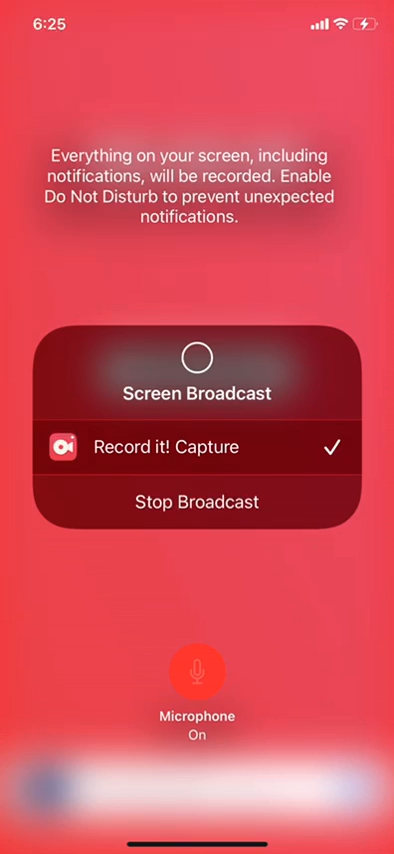 6:25
Everything on your screen, including
notifications, will be recorded. Enable
Do Not Disturb to prevent unexpected
notifications.
Screen Broadcast
Record it! Capture
Stop Broadcast
Microphone
On